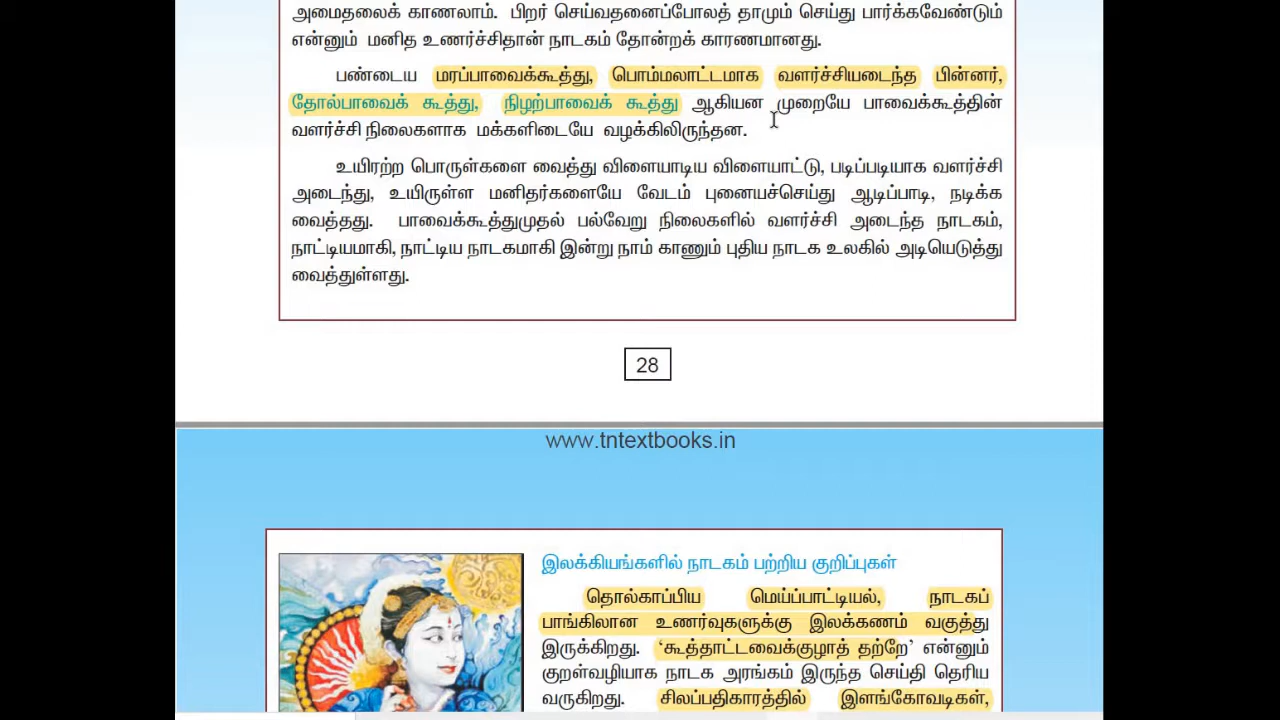 அமைதலைக் காணலாம். பிறர் செய்வதனைப்போலத் தாமும் செய்து பார்க்கவேண்டும்
என்னும் மனித உணர்ச்சிதான் நாடகம் தோன்றக் காரணமானது.
பண்டைய மரப்பாவைக்கூத்து, பொம்மலாட்டமாக வளர்ச்சியடைந்த பின்னர்,
தோல்பாவைக் கூத்து, நிழற்பாவைக் கூத்து ஆகியன முறையே பாவைக்கூத்தின்
வளர்ச்சி நிலைகளாக மக்களிடையே வழக்கிலிருந்தன.
உயிரற்ற பொருள்களை வைத்து விளையாடிய விளையாட்டு, படிப்படியாக வளர்ச்சி
அடைந்து, உயிருள்ள மனிதர்களையே வேடம் புனையச்செய்து ஆடிப்பாடி, நடிக்க
வைத்தது. பாவைக்கூத்துமுதல் பல்வேறு நிலைகளில் வளர்ச்சி அடைந்த நாடகம்,
நாட்டியமாகி, நாட்டிய நாடகமாகி இன்று நாம் காணும் புதிய நாடக உலகில் அடியெடுத்து
வைத்துள்ளது.
28
www.tntextbooks.in
இலக்கியங்களில் நாடகம் பற்றிய குறிப்புகள்
தொல்காப்பிய மெய்ப்பாட்டியல், நாடகப்
பாங்கிலான உணர்வுகளுக்கு இலக்கணம் வகுத்து
இருக்கிறது. ‘கூத்தாட்டவைக்குழாத் தற்றே’ என்னும்
குறள்வழியாக நாடக அரங்கம் இருந்த செய்தி தெரிய
வருகிறது. சிலப்பதிகாரத்தில் இளங்கோவடிகள்,